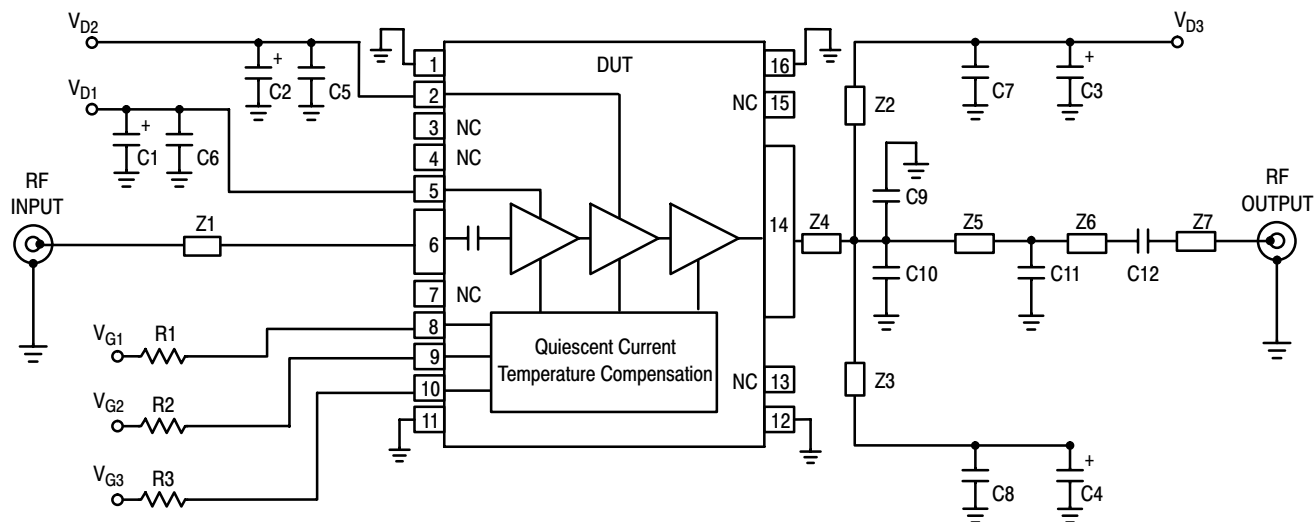 VD2
VD3
1
DUT
16
+
C2
C5
2
15
NC
Z2
C7
+
C3
VD1
3
NC
+
C1
C6
4
NC
5
C9
RF
INPUT
RF
OUTPUT
Z1
6
14
Z4
Z5
Z6
Z7
C10
C11
C12
7
NC
VG1
R1
8
Quiescent Current
Temperature Compensation
9
10
NC
13
Z3
VG2
R2
11
12
VG3
R3
C8
+
C4